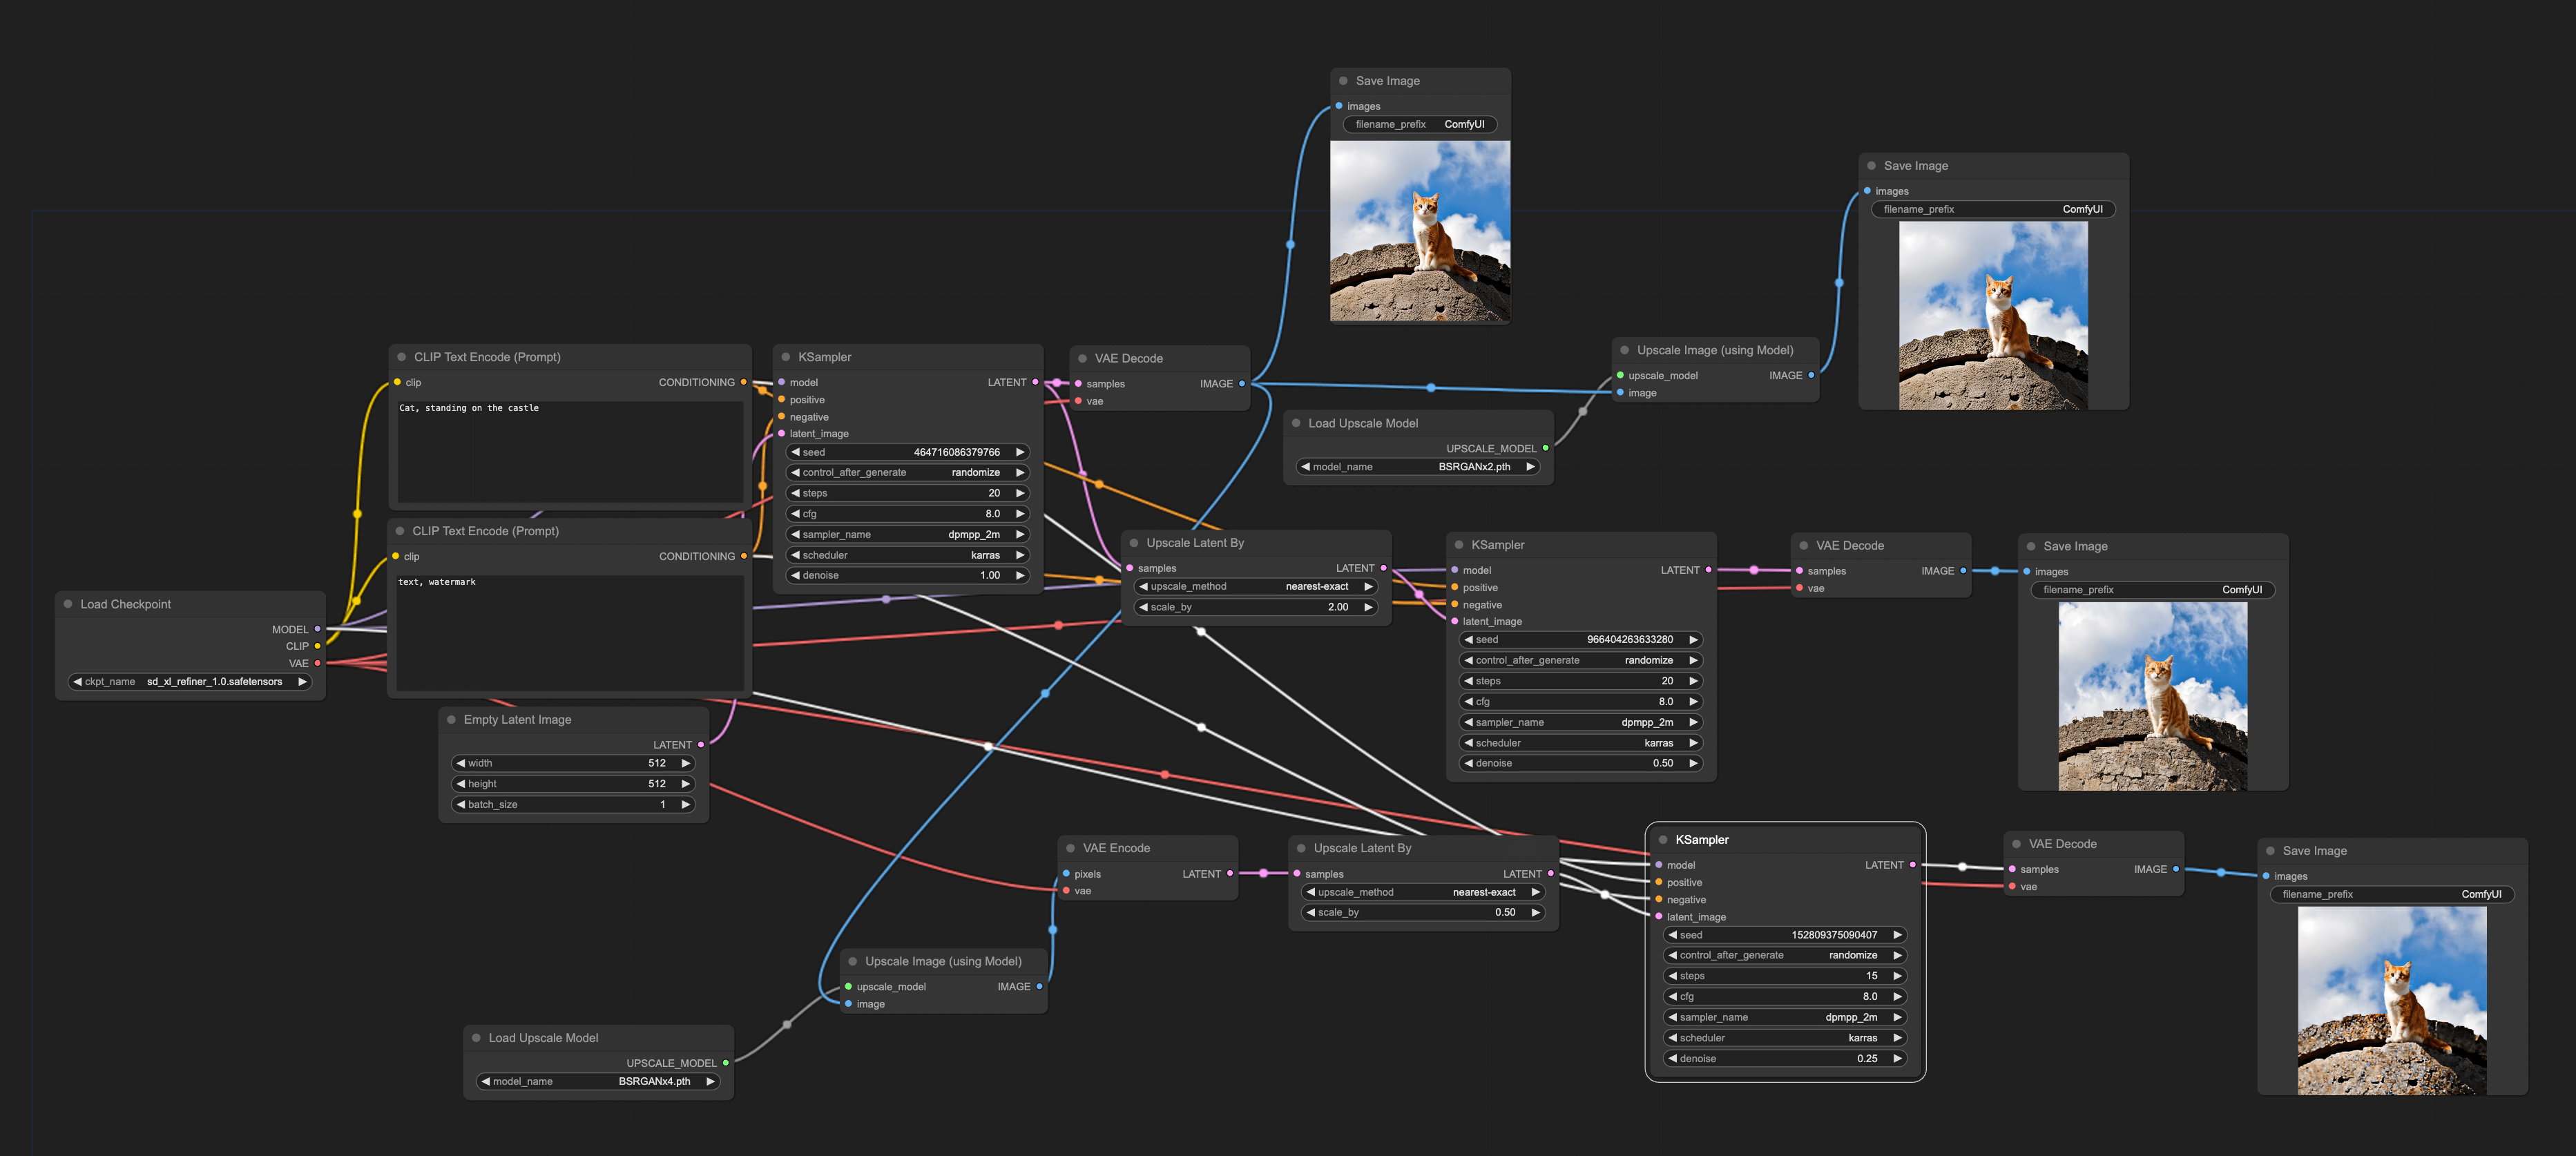 Save Image
images
filename_prefix ComfyUI
Save Image
images
filename_prefix ComfyUI
CLIP Text Encode (Prompt)
clip CONDITIONING
Cat, standing on the castle
KSampler
model LATENT
positive
negative
latent_image
seed 464716086379766
control_after_generate randomize
steps 20
cfg 8.0
sampler_name dpmpp_2m
scheduler karras
denoise 1.00
VAE Decode
samples IMAGE
vae
Upscale Image (using Model)
upscale_model IMAGE
image
Load Upscale Model
UPSCALE_MODEL
model_name BSRGANx2.pth
CLIP Text Encode (Prompt)
clip CONDITIONING
text, watermark
Upscale Latent By
samples LATENT
upscale_method nearest-exact
scale_by 2.00
KSampler
model LATENT
positive
negative
latent_image
seed 966404263633280
control_after_generate randomize
steps 20
cfg 8.0
sampler_name dpmpp_2m
scheduler karras
denoise 0.50
VAE Decode
samples IMAGE
vae
Save Image
images
filename_prefix ComfyUI
Load Checkpoint
MODEL
CLIP
VAE
ckpt_name sd_xl_refiner_1.0.safetensors
Empty Latent Image
LATENT
width 512
height 512
batch_size 1
VAE Encode
pixels LATENT
vae
Upscale Latent By
samples LATENT
upscale_method nearest-exact
scale_by 0.50
KSampler
model LATENT
positive
negative
latent_image
seed 152809375090407
control_after_generate randomize
steps 15
cfg 8.0
sampler_name dpmpp_2m
scheduler karras
denoise 0.25
VAE Decode
samples IMAGE
vae
Save Image
images
filename_prefix ComfyUI
Upscale Image (using Model)
upscale_model IMAGE
image
Load Upscale Model
UPSCALE_MODEL
model_name BSRGANx4.pth